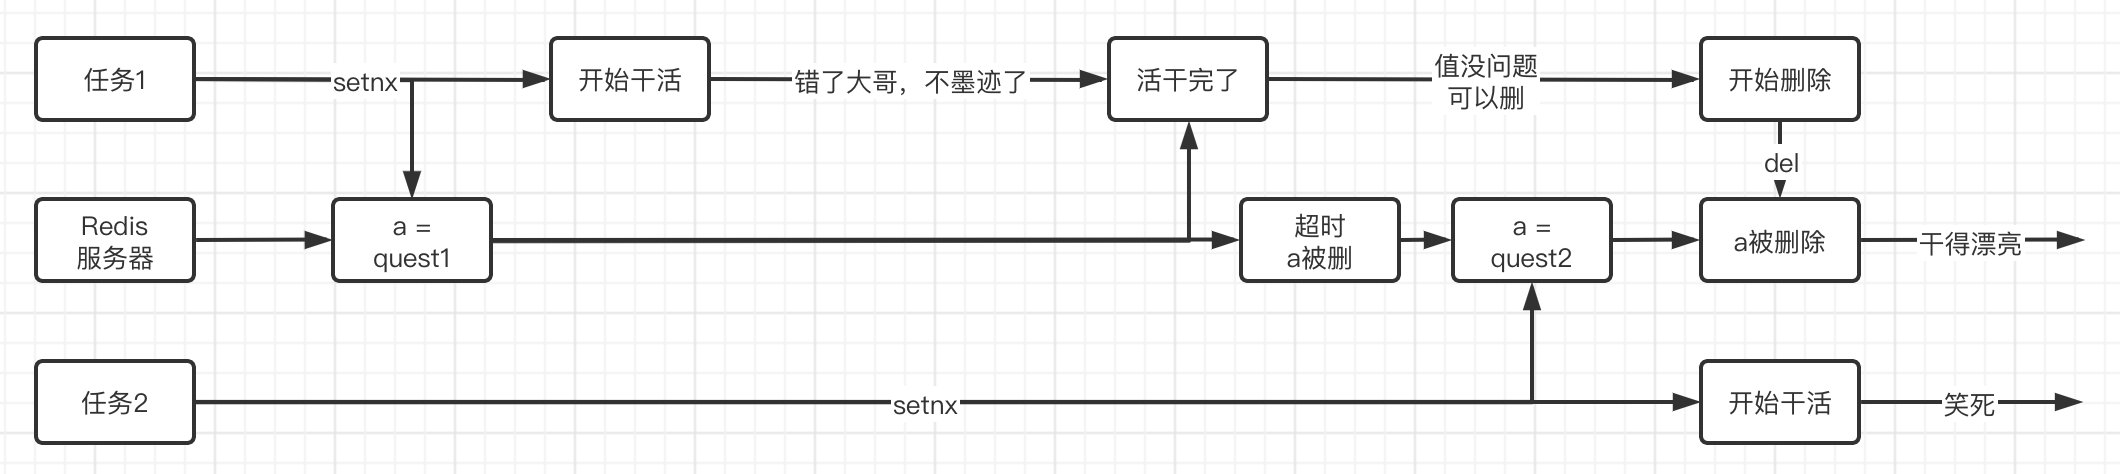 任务1
setnx
开始干活
错了大哥，不墨迹了
活干完了
值没问题
可以删
开始删除
del
Redis
服务器
a =
quest1
超时
a被删
a =
quest2
a被删除
干得漂亮
任务2
setnx
开始干活
笑死